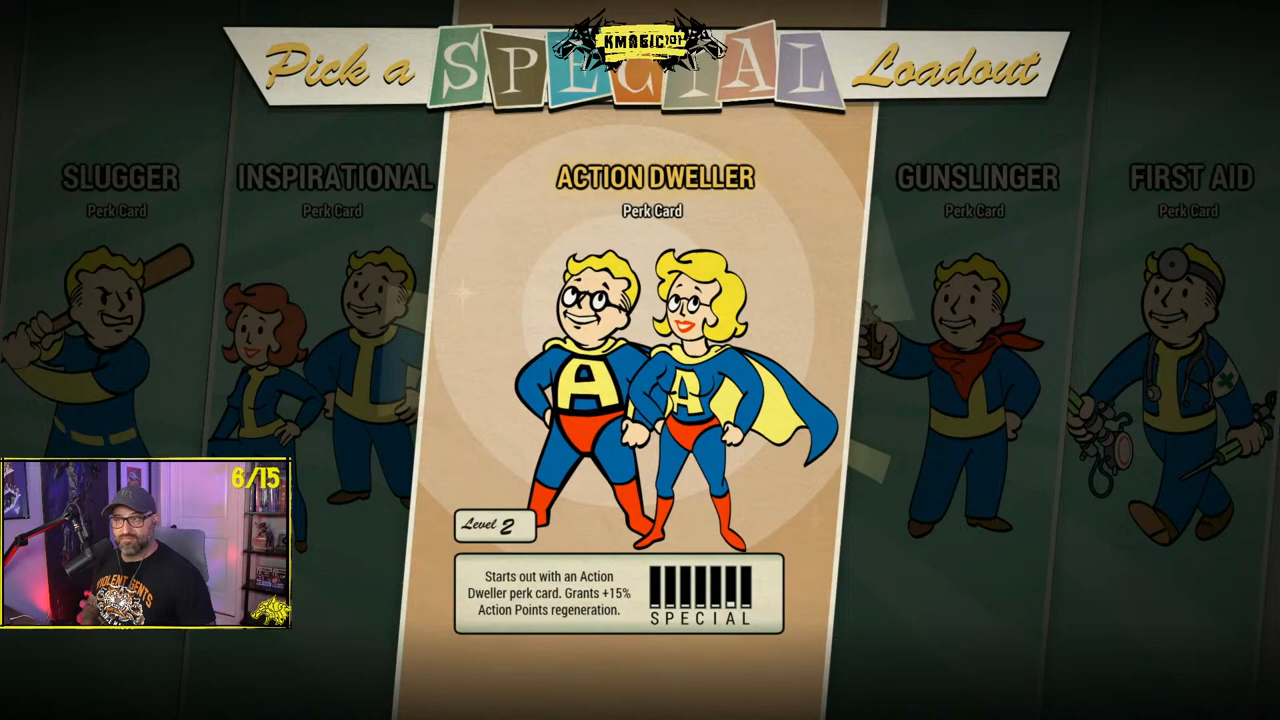 Pick a SPECIAL Loadout
KMAGIC101
SLUGGER
Perk Card
INSPIRATIONAL
Perk Card
ACTION DWELLER
Perk Card
GUNSLINGER
Perk Card
FIRST AID
Perk Card
A
A
Level 2
Starts out with an Action
Dweller perk card. Grants +15%
Action Points regeneration.
SPECIAL
6/15
VIOLENT GENTS